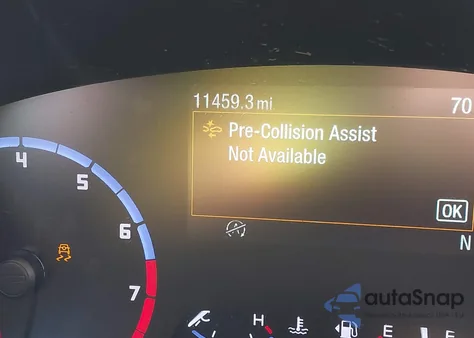 11459.3 mi 70
Pre-Collision Assist
Not Available
OK
N
4
5
6
7
H
E
E
autoSnap